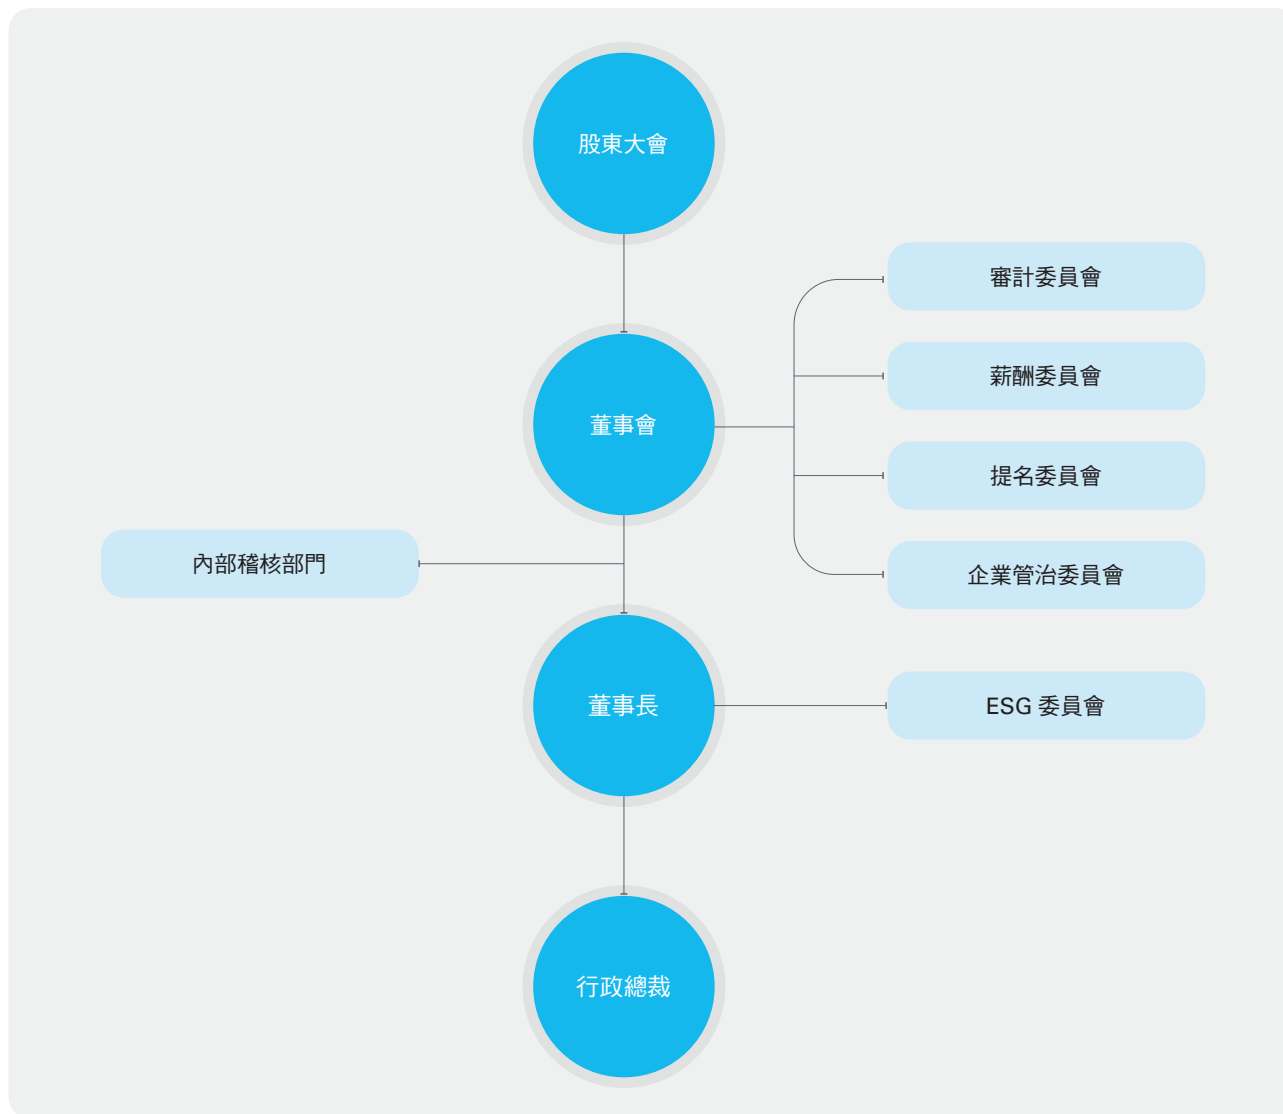 股東大會
審計委員會
薪酬委員會
董事會
提名委員會
內部稽核部門
企業管治委員會
董事長
ESG 委員會
行政總裁